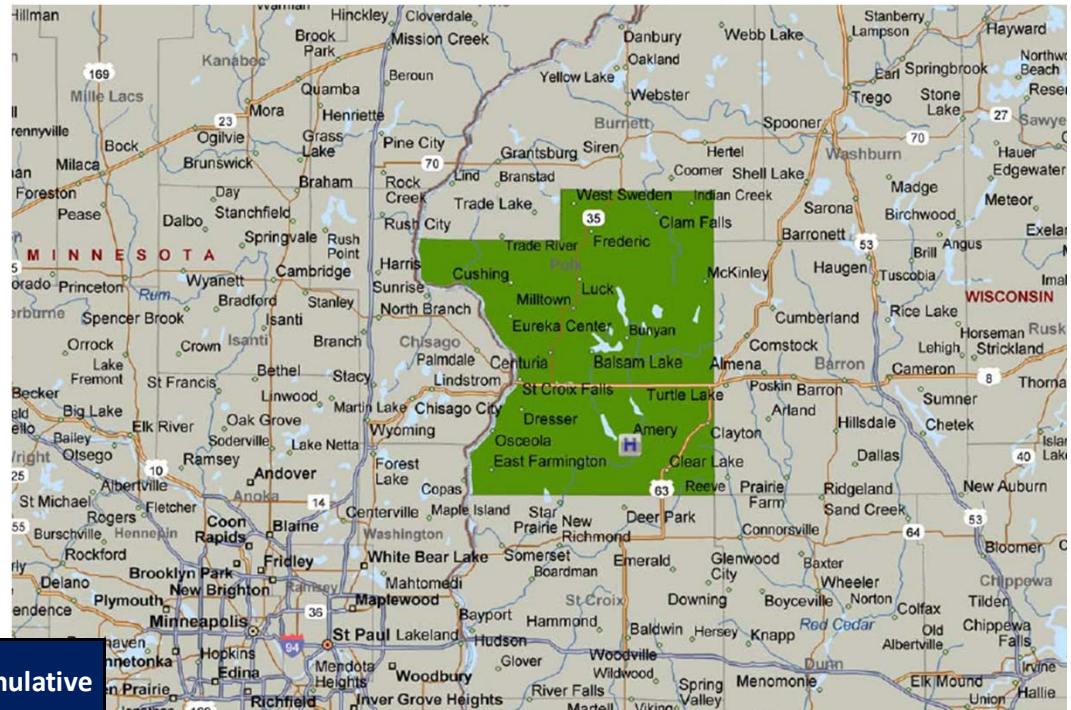 Hillman
Hinckley
Cloverdale
Danbury
Webb Lake
Stanberry
Lampson
Hayward
Brook
Park
Mission Creek
Oakland
Kanabec
169
Yellow Lake
Earl
Springbrook
Beach
Mille Lacs
Quamba
Beroun
Webster
Trego
Stone
Lake
Mora
Henriette
23
Burnett
Spooner
27
Ogilvie
Grass
Lake
Pine City
Siren
70
Bock
Hertel
Washburn
Hauer
Milaca
Brunswick
70
Grantsburg
Coomer
Shell Lake
Edgewater
Foreston
Day
Braham
Rock
Creek
Lind
Branstad
West Sweden
Indian Creek
Madge
Meteor
Pease
Dalbo
Stanchfield
Rush City
Trade Lake
35
Clam Falls
Sarona
Birchwood
Springvale
Rush
Point
Trade River
Frederic
Barronett
53
Brill
Angus
MINNESOTA
Harris
Polk
Haugen
Tuscobia
Cambridge
Cushing
McKinley
Princeton
Rum
Wyanett
Sunrise
Luck
WISCONSIN
Bradford
Stanley
North Branch
Milltown
Cumberland
Rice Lake
Spencer Brook
Isanti
Eureka Center
Bunyan
Horseman
Rusk
Orrock
Crown
Isanti
Branch
Chisago
Comstock
Lehigh
Strickland
Lake
Fremont
Palmdale
Centuria
Balsam Lake
Almena
Barron
Cameron
Becker
St Francis
Bethel
Stacy
Lindstrom
St Croix Falls
Turtle Lake
Poskin
Barron
8
Big Lake
Linwood
Martin Lake
Chisago City
Arland
Sumner
Oak Grove
Wyoming
Dresser
Elk River
Soderville
Lake Netta
Osceola
Amery
Clayton
Hillsdale
Chetek
Bailey
Otsego
Ramsey
H
East Farmington
Dallas
10
Andover
Forest
Lake
Clear Lake
40
25
Albertville
Anoka
Copas
63
Reeve
Prairie
Farm
Ridgeland
New Auburn
St Michael
Fletcher
14
Star
Prairie
Deer Park
Sand Creek
55
Rogers
Coon
Rapids
Blaine
Centerville
Maple Island
New
Richmond
Connorsville
53
Burschville
Hennepin
Washington
64
Rockford
Fridley
White Bear Lake
Somerset
Emerald
Glenwood
City
Baxter
Bloomer
Brooklyn Park
Boardman
Delano
New Brighton
Ramsey
Mahtomedi
Wheeler
Chippewa
Plymouth
36
Maplewood
St Croix
Downing
Boyceville
Norton
Colfax
Tilden
Minneapolis
Bayport
Hammond
Red Cedar
Old
Albertville
Chippewa
Falls
94
St Paul
Lakeland
Hudson
Baldwin
Hersey
Knapp
Hopkins
Mendota
Heights
Glover
Woodville
Dunn
Edina
Woodbury
Wildwood
Menomonie
Irvine
Elk Mound
Hallie
Richfield
Inver Grove Heights
River Falls
Spring
Valley
Union
Martell
Viking
mulative